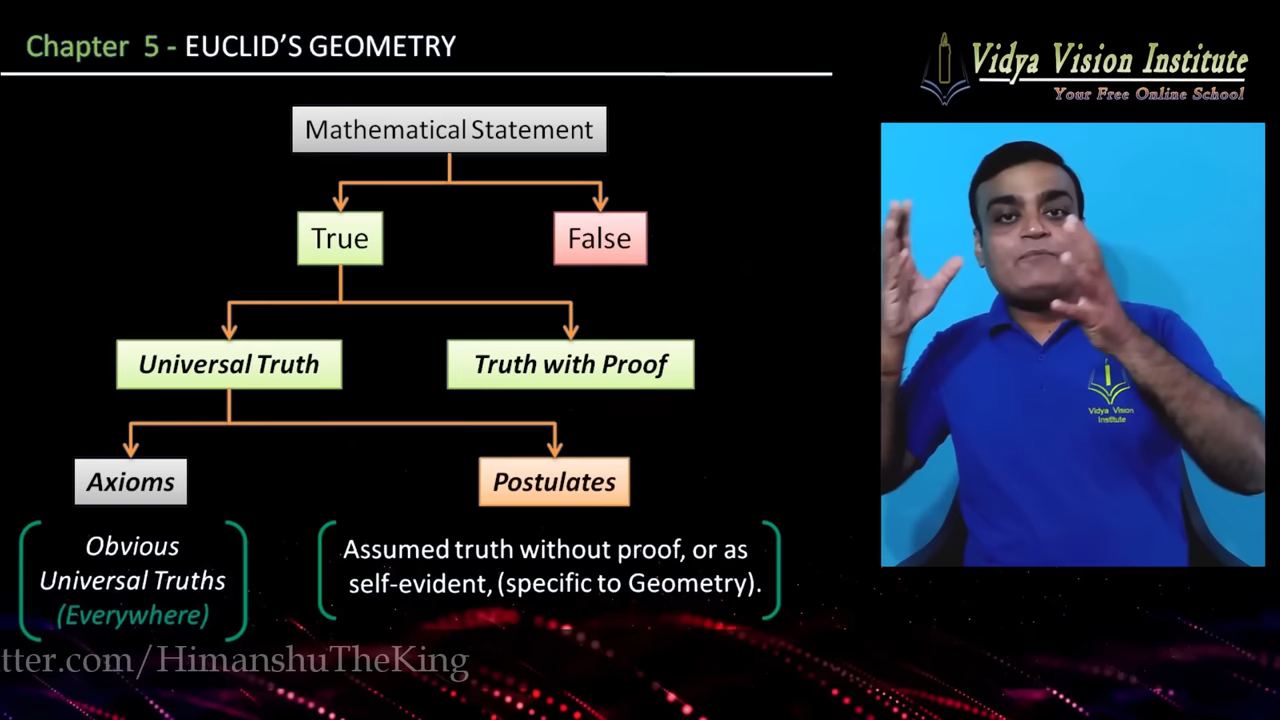 Chapter 5 - EUCLID'S GEOMETRY
Vidya Vision Institute
Your Free Online School
Mathematical Statement
True
False
Universal Truth
Truth with Proof
Axioms
Postulates
Obvious
Universal Truths
(Everywhere)
Assumed truth without proof, or as
self-evident, (specific to Geometry).
Vidya Vision
Institute
tter.com/HimanshuTheKing